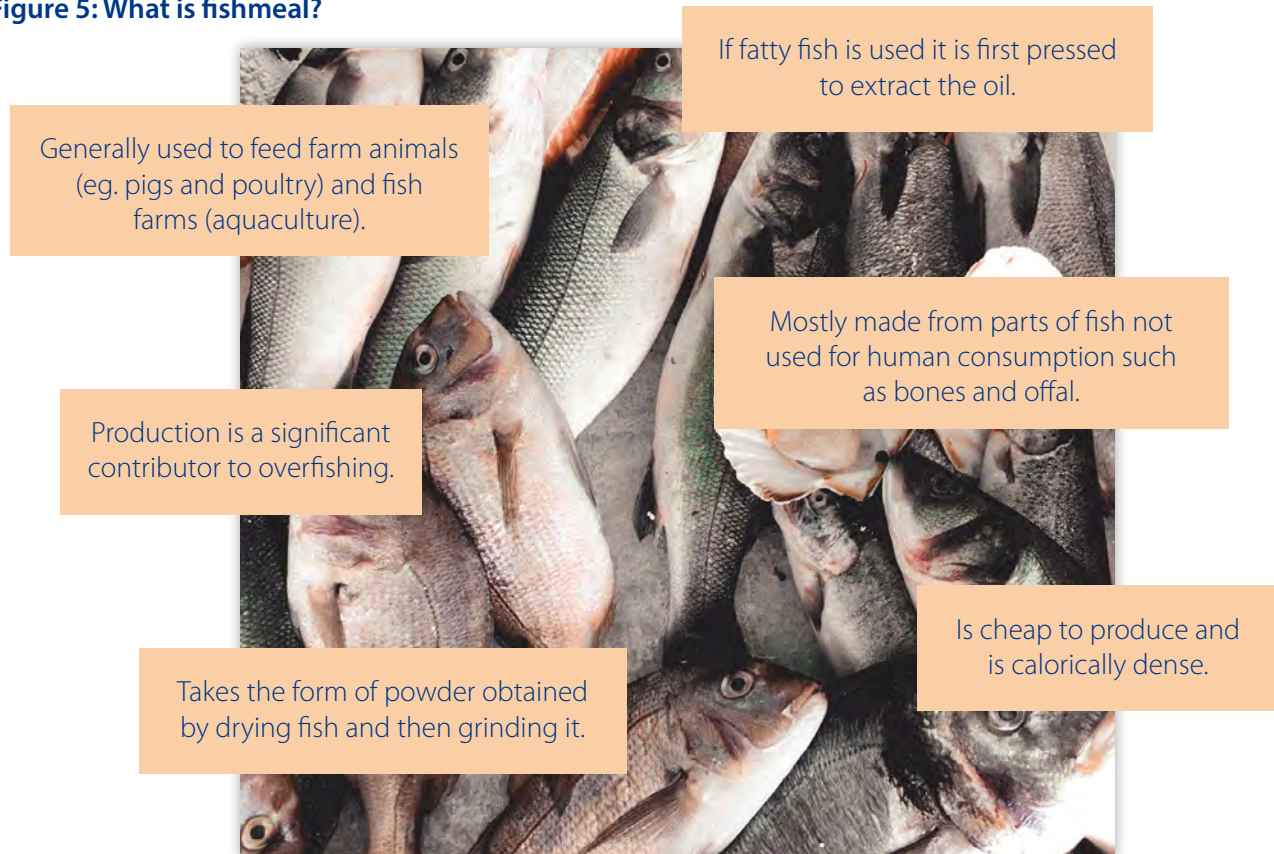 Figure 5: What is fishmeal?
If fatty fish is used it is first pressed
to extract the oil.
Generally used to feed farm animals
(eg. pigs and poultry) and fish
farms (aquaculture).
Mostly made from parts of fish not
used for human consumption such
as bones and offal.
Production is a significant
contributor to overfishing.
Is cheap to produce and
is calorically dense.
Takes the form of powder obtained
by drying fish and then grinding it.